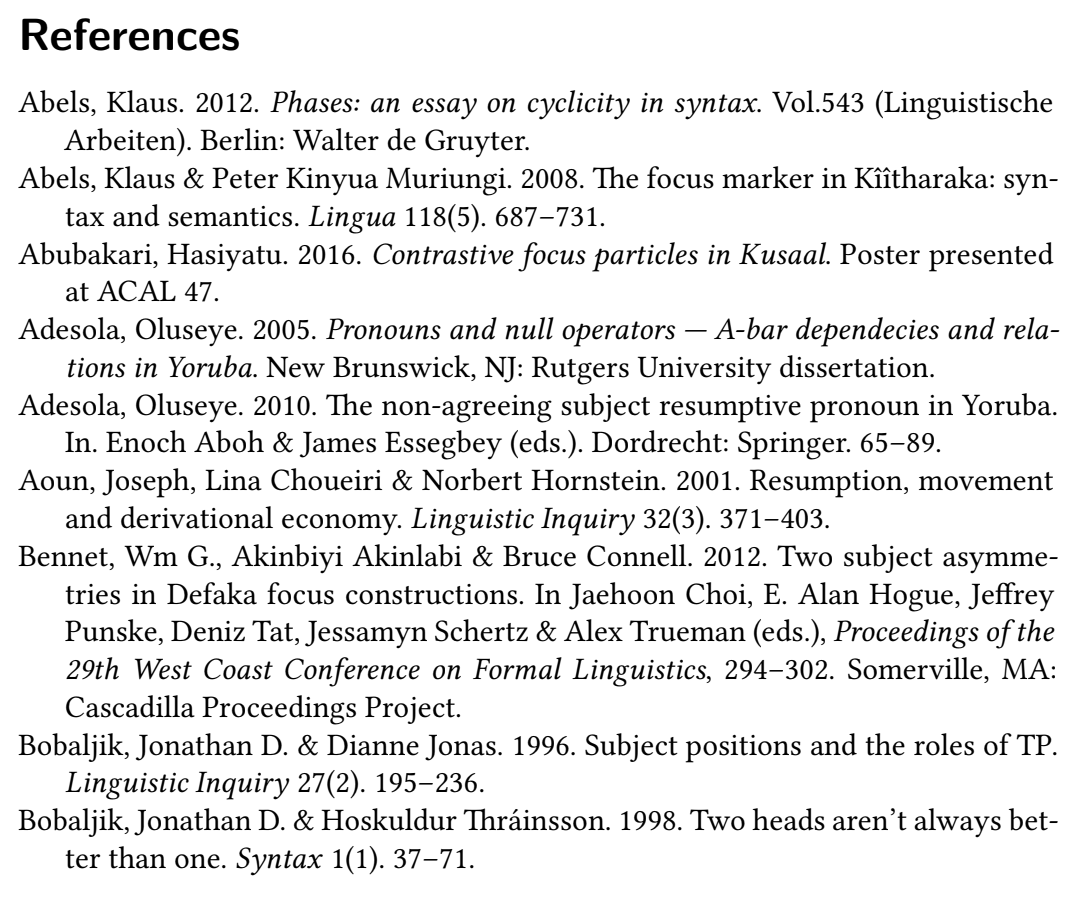 References
Abels, Klaus. 2012. Phases: an essay on cyclicity in syntax. Vol.543 (Linguistische
Arbeiten). Berlin: Walter de Gruyter.
Abels, Klaus & Peter Kinyua Muriungi. 2008. The focus marker in Kîîtharaka: syn-
tax and semantics. Lingua 118(5). 687–731.
Abubakari, Hasiyatu. 2016. Contrastive focus particles in Kusaal. Poster presented
at ACAL 47.
Adesola, Oluseye. 2005. Pronouns and null operators — A-bar dependecies and rela-
tions in Yoruba. New Brunswick, NJ: Rutgers University dissertation.
Adesola, Oluseye. 2010. The non-agreeing subject resumptive pronoun in Yoruba.
In. Enoch Aboh & James Essegbey (eds.). Dordrecht: Springer. 65–89.
Aoun, Joseph, Lina Choueiri & Norbert Hornstein. 2001. Resumption, movement
and derivational economy. Linguistic Inquiry 32(3). 371–403.
Bennet, Wm G., Akinbiyi Akinlabi & Bruce Connell. 2012. Two subject asymme-
tries in Defaka focus constructions. In Jaehoon Choi, E. Alan Hogue, Jeffrey
Punske, Deniz Tat, Jessamyn Schertz & Alex Trueman (eds.), Proceedings of the
29th West Coast Conference on Formal Linguistics, 294–302. Somerville, MA:
Cascadilla Proceedings Project.
Bobaljik, Jonathan D. & Dianne Jonas. 1996. Subject positions and the roles of TP.
Linguistic Inquiry 27(2). 195–236.
Bobaljik, Jonathan D. & Hoskuldur Thráinsson. 1998. Two heads aren't always bet-
ter than one. Syntax 1(1). 37–71.